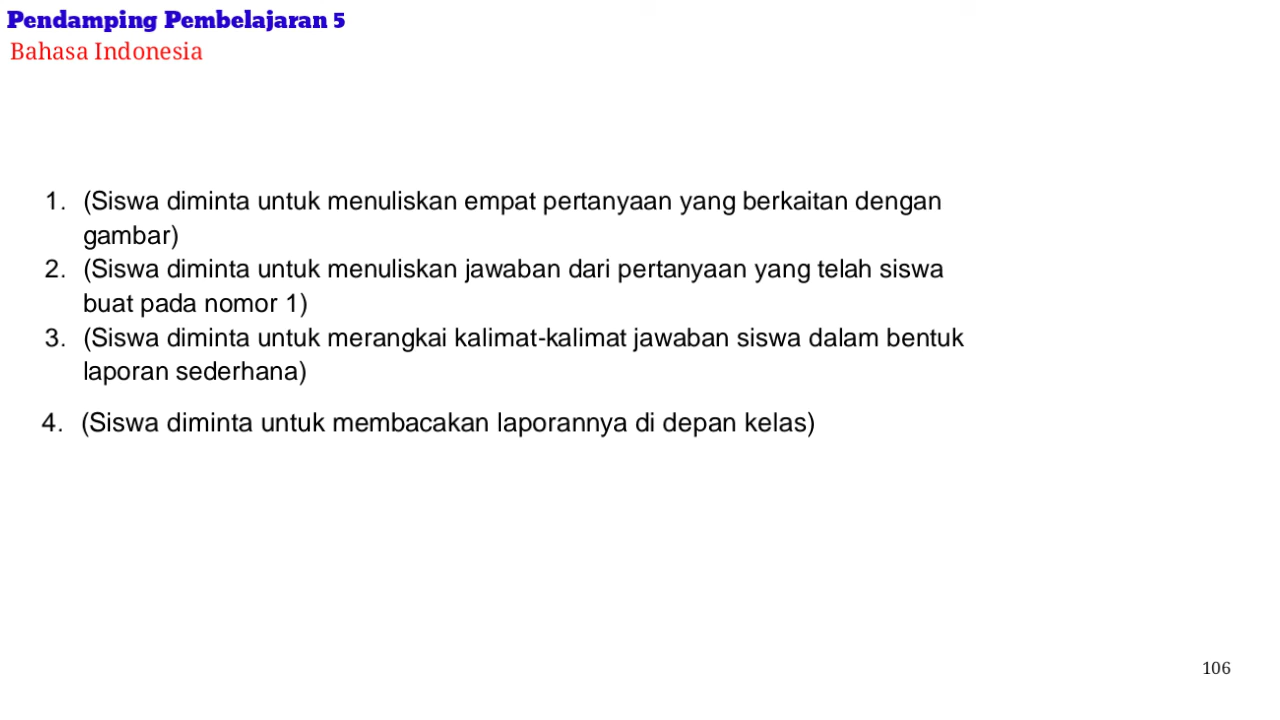 Pendamping Pembelajaran 5
Bahasa Indonesia
1. (Siswa diminta untuk menuliskan empat pertanyaan yang berkaitan dengan
gambar)
2. (Siswa diminta untuk menuliskan jawaban dari pertanyaan yang telah siswa
buat pada nomor 1)
3. (Siswa diminta untuk merangkai kalimat-kalimat jawaban siswa dalam bentuk
laporan sederhana)
4. (Siswa diminta untuk membacakan laporannya di depan kelas)
106